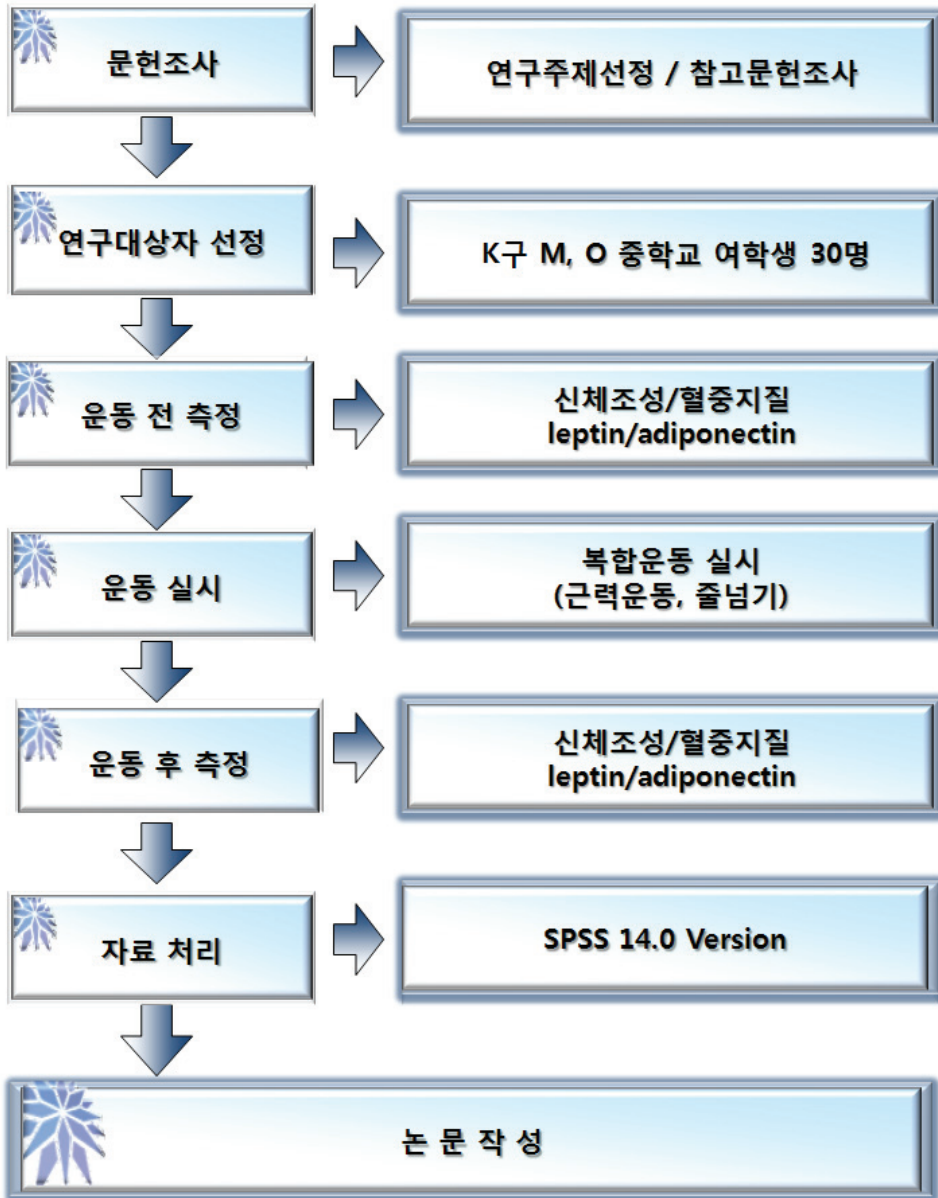 문헌조사
연구주제선정 / 참고문헌조사
연구대상자 선정
K구 M, O 중학교 여학생 30명
운동 전 측정
신체조성/혈중지질
leptin/adiponectin
운동 실시
복합운동 실시
(근력운동, 줄넘기)
운동 후 측정
신체조성/혈중지질
leptin/adiponectin
자료 처리
SPSS 14.0 Version
논 문 작 성